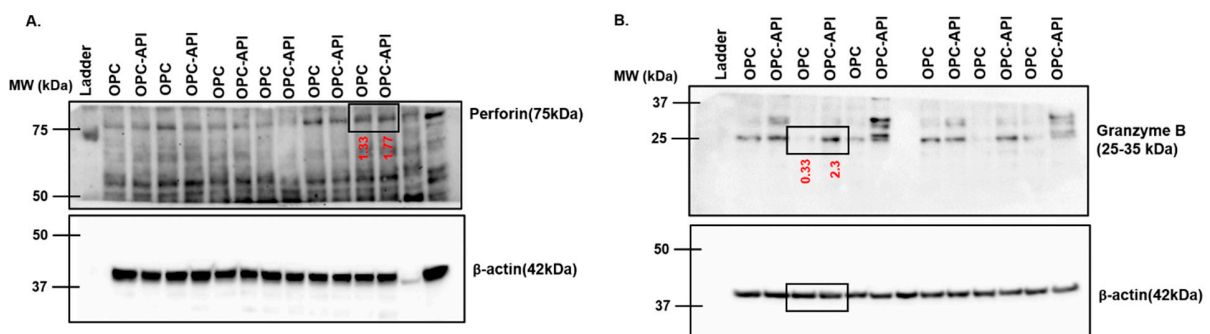 A.
Ladder
OPC
OPC-API
OPC
OPC-API
OPC
OPC-API
OPC
OPC-API
OPC
OPC-API
OPC
OPC-API
MW (kDa)
75
50
Perforin(75kDa)
1.33
1.77
50
37
β-actin(42kDa)
B.
Ladder
OPC
OPC-API
OPC
OPC-API
OPC
OPC-API
OPC
OPC-API
OPC
OPC
OPC-API
MW (kDa)
37
25
Granzyme B
(25-35 kDa)
0.33
2.3
50
37
β-actin(42kDa)